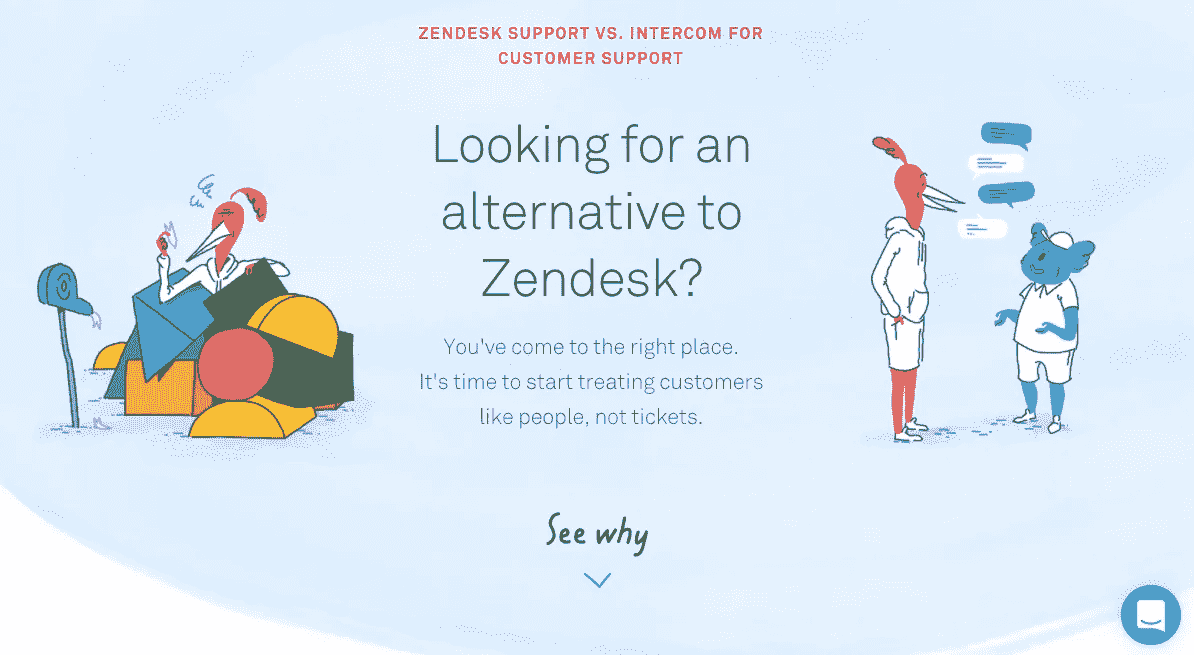 ZENDESK SUPPORT VS. INTERCOM FOR
CUSTOMER SUPPORT
Looking for an
alternative to
Zendesk?
You've come to the right place.
It's time to start treating customers
like people, not tickets.
See why